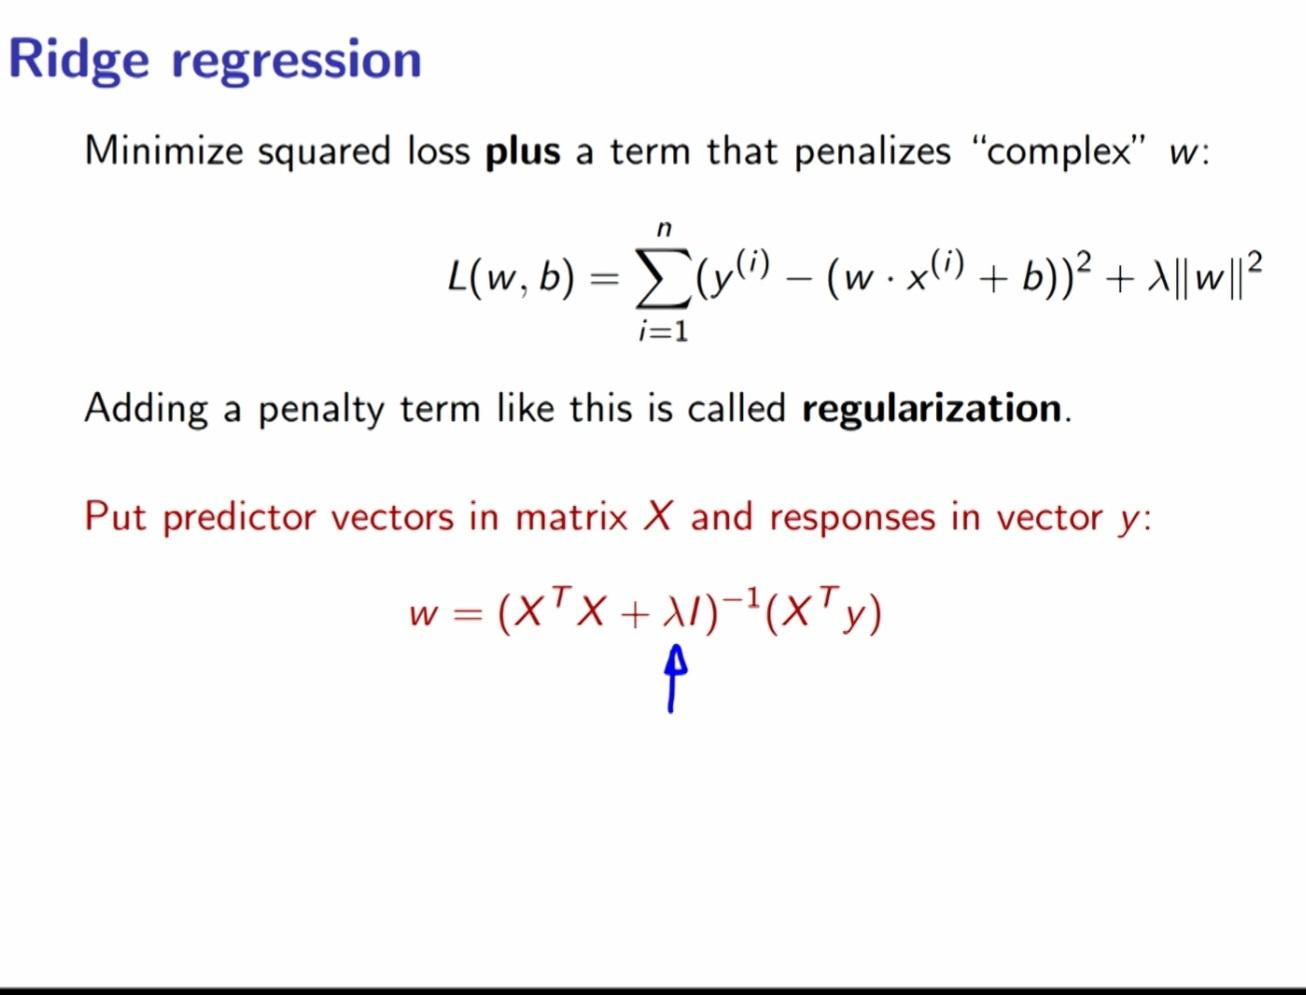 Ridge regression
Minimize squared loss plus a term that penalizes “complex” w:
L(w, b) = ∑_{i=1}^{n} (y^{(i)} − (w · x^{(i)} + b))² + λ‖w‖²
Adding a penalty term like this is called regularization.
Put predictor vectors in matrix X and responses in vector y:
w = (X^T X + λI)^{−1}(X^T y)